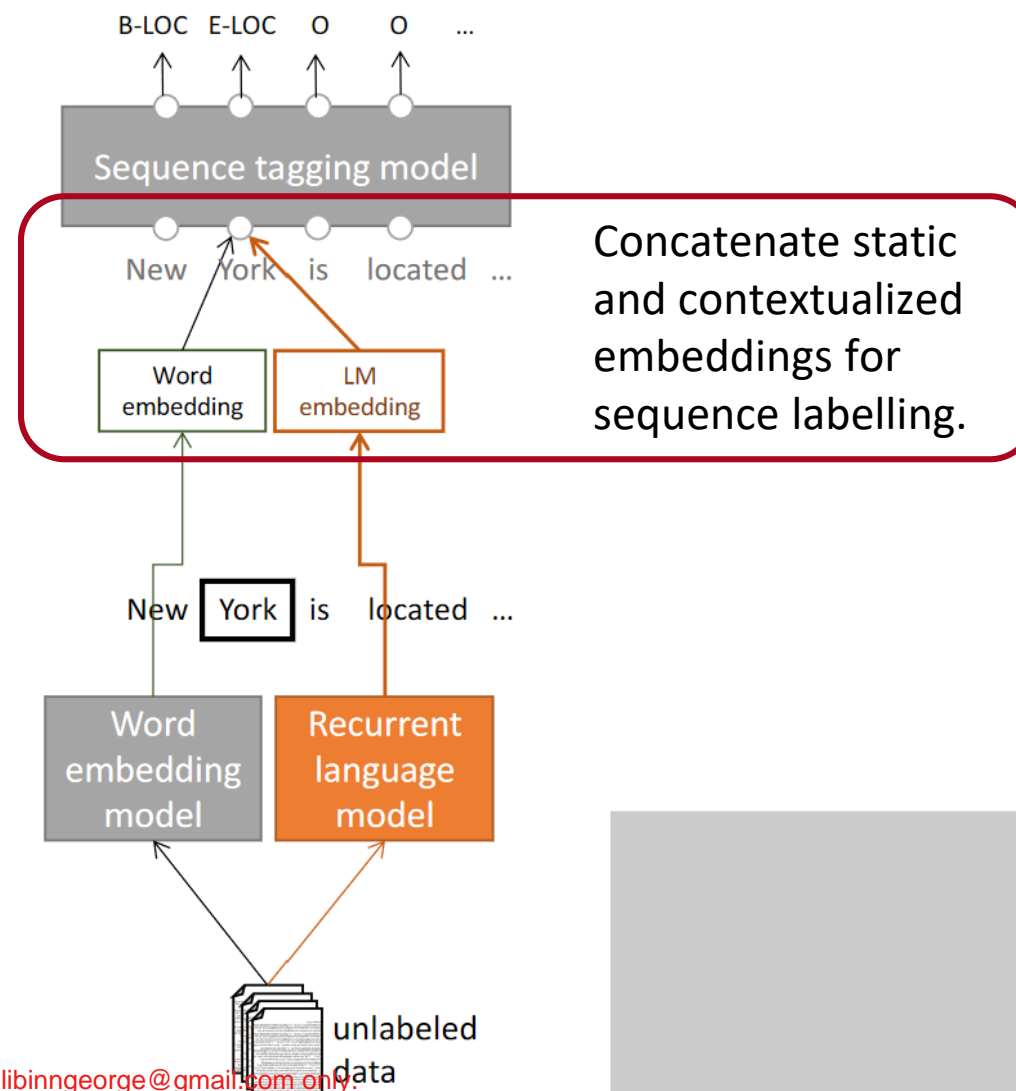 B-LOC E-LOC O O ...
Sequence tagging model
New York is located ...
Word
embedding
LM
embedding
Concatenate static
and contextualized
embeddings for
sequence labelling.
New York is located ...
Word
embedding
model
Recurrent
language
model
unlabeled
data
libinngeorge@gmail.com only.